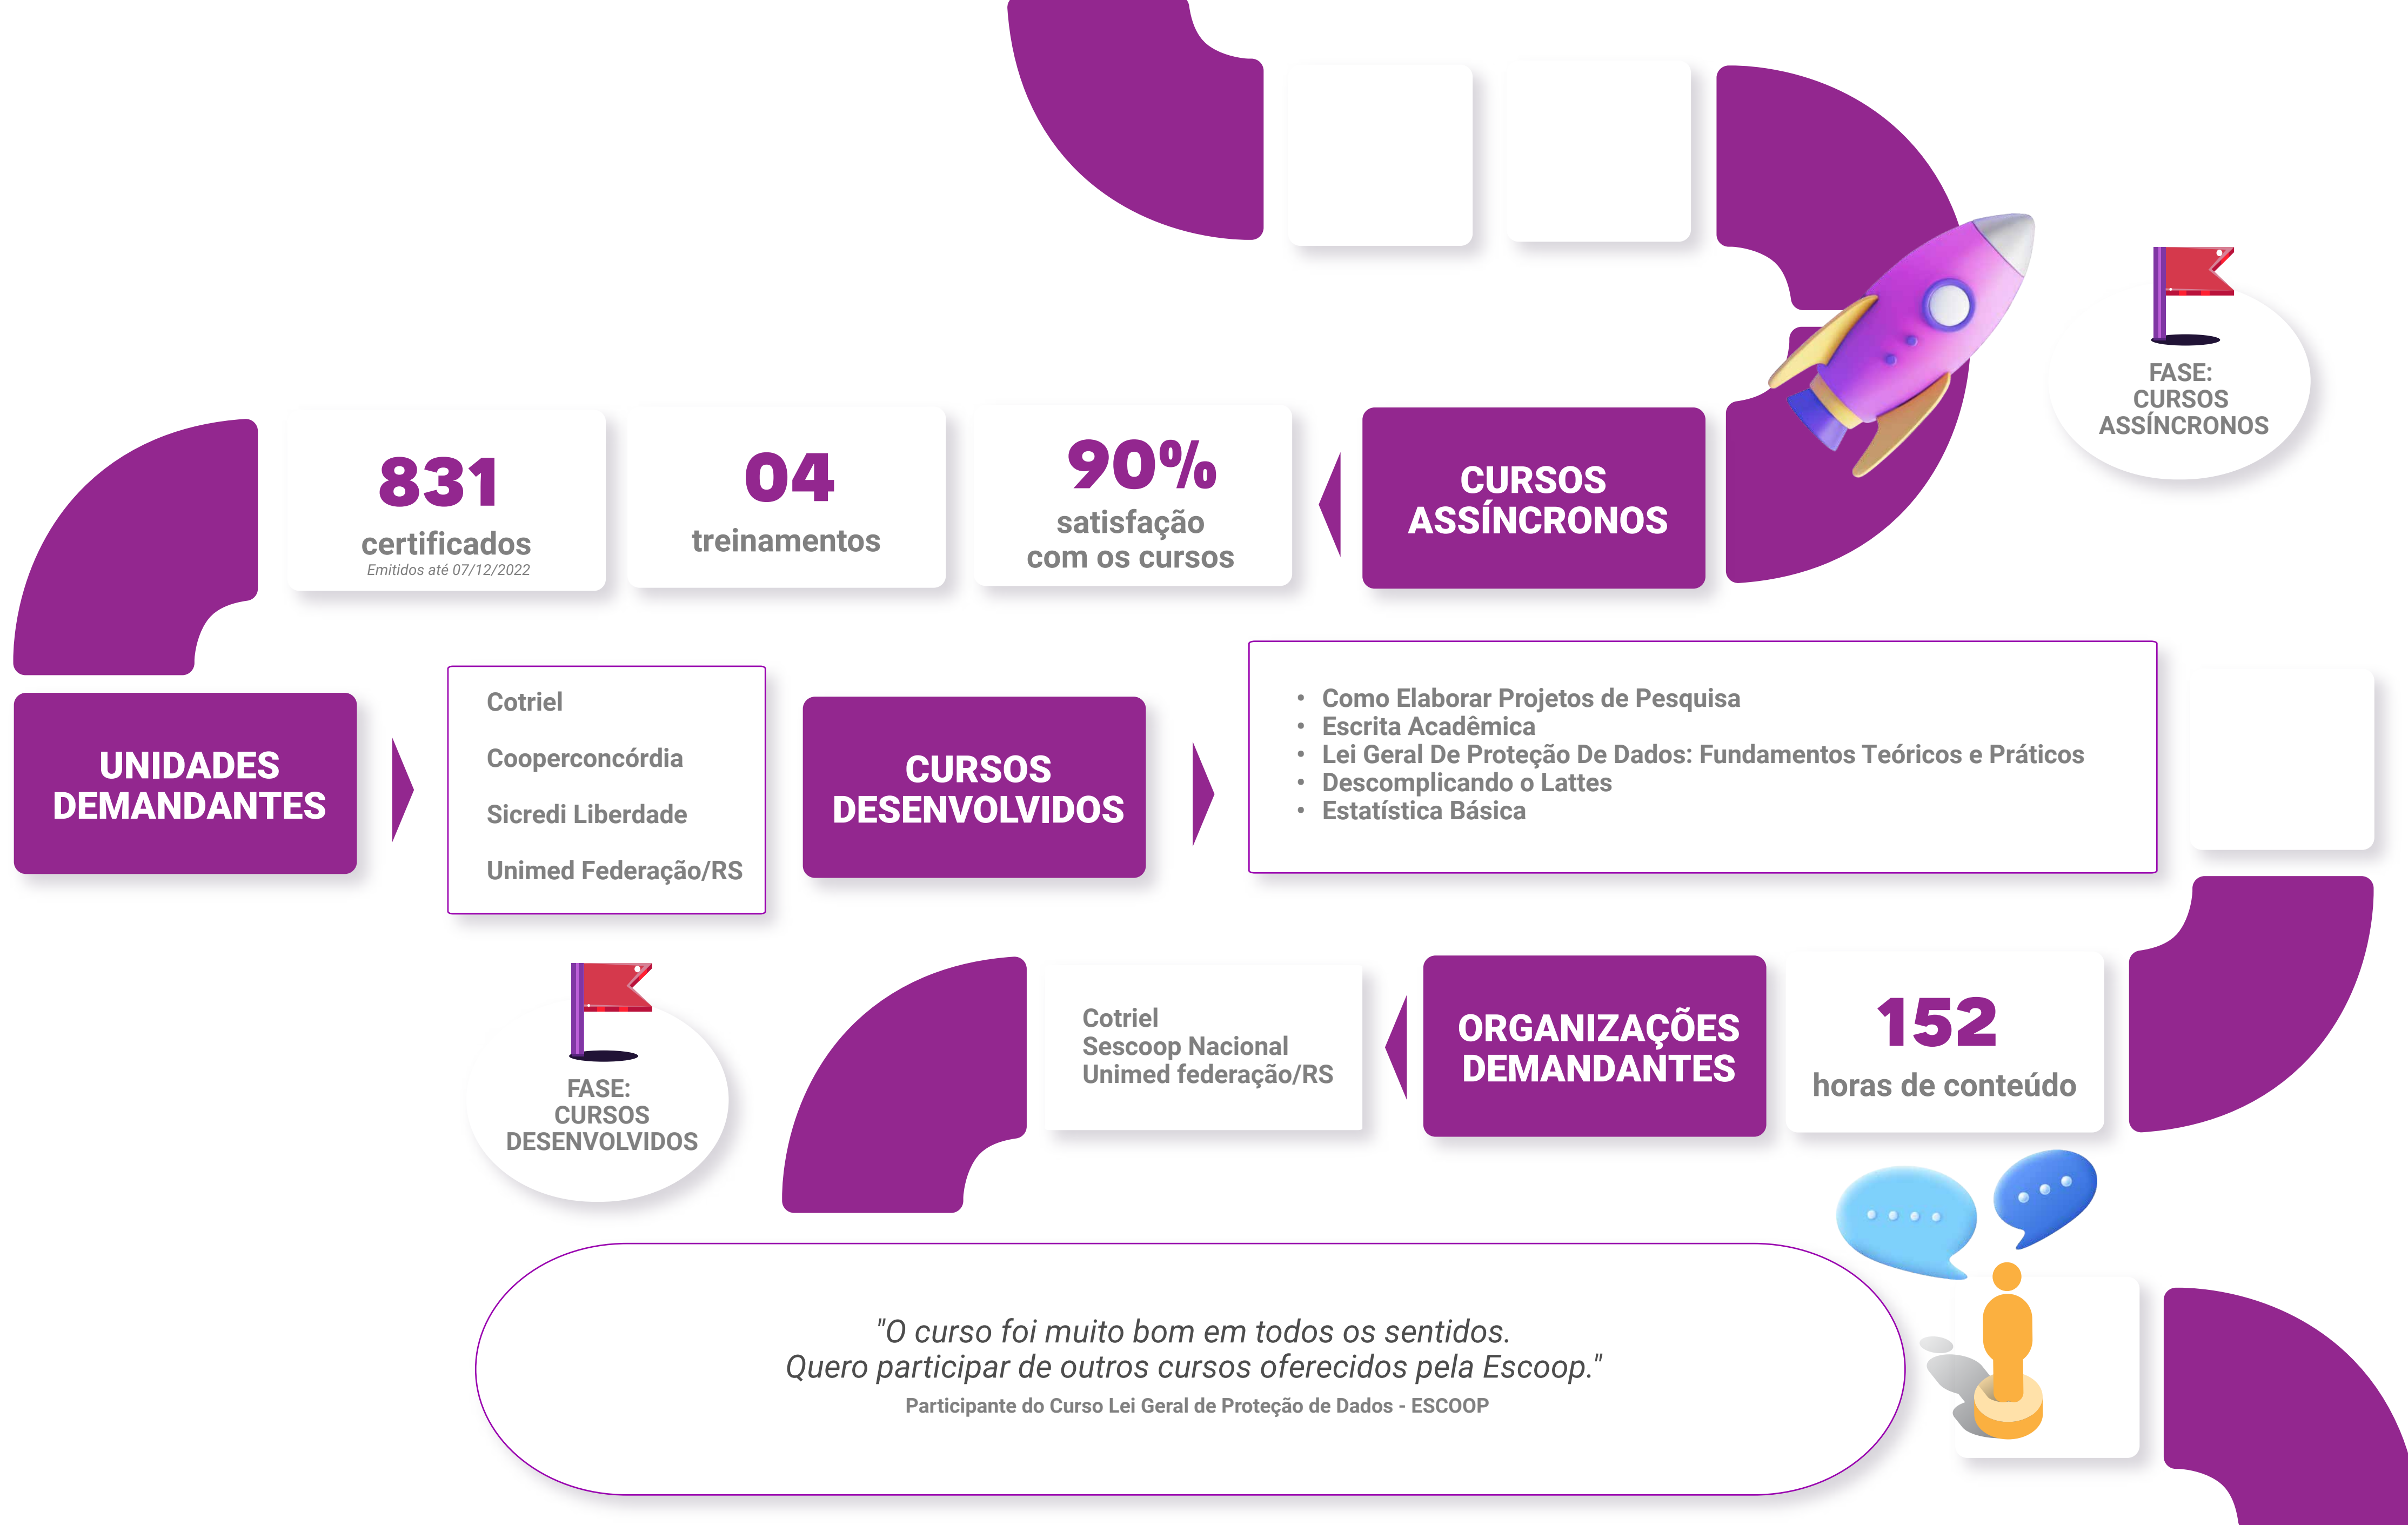 FASE:
CURSOS
ASSÍNCRONOS
CURSOS
ASSÍNCRONOS
90%
satisfação
com os cursos
04
treinamentos
831
certificados
Emitidos até 07/12/2022
UNIDADES
DEMANDANTES
Cotriel
Cooperconcórdia
Sicredi Liberdade
Unimed Federação/RS
CURSOS
DESENVOLVIDOS
• Como Elaborar Projetos de Pesquisa
• Escrita Acadêmica
• Lei Geral De Proteção De Dados: Fundamentos Teóricos e Práticos
• Descomplicando o Lattes
• Estatística Básica
152
horas de conteúdo
ORGANIZAÇÕES
DEMANDANTES
Cotriel
Sescoop Nacional
Unimed federação/RS
FASE:
CURSOS
DESENVOLVIDOS
"O curso foi muito bom em todos os sentidos.
Quero participar de outros cursos oferecidos pela Escoop."
Participante do Curso Lei Geral de Proteção de Dados - ESCOOP